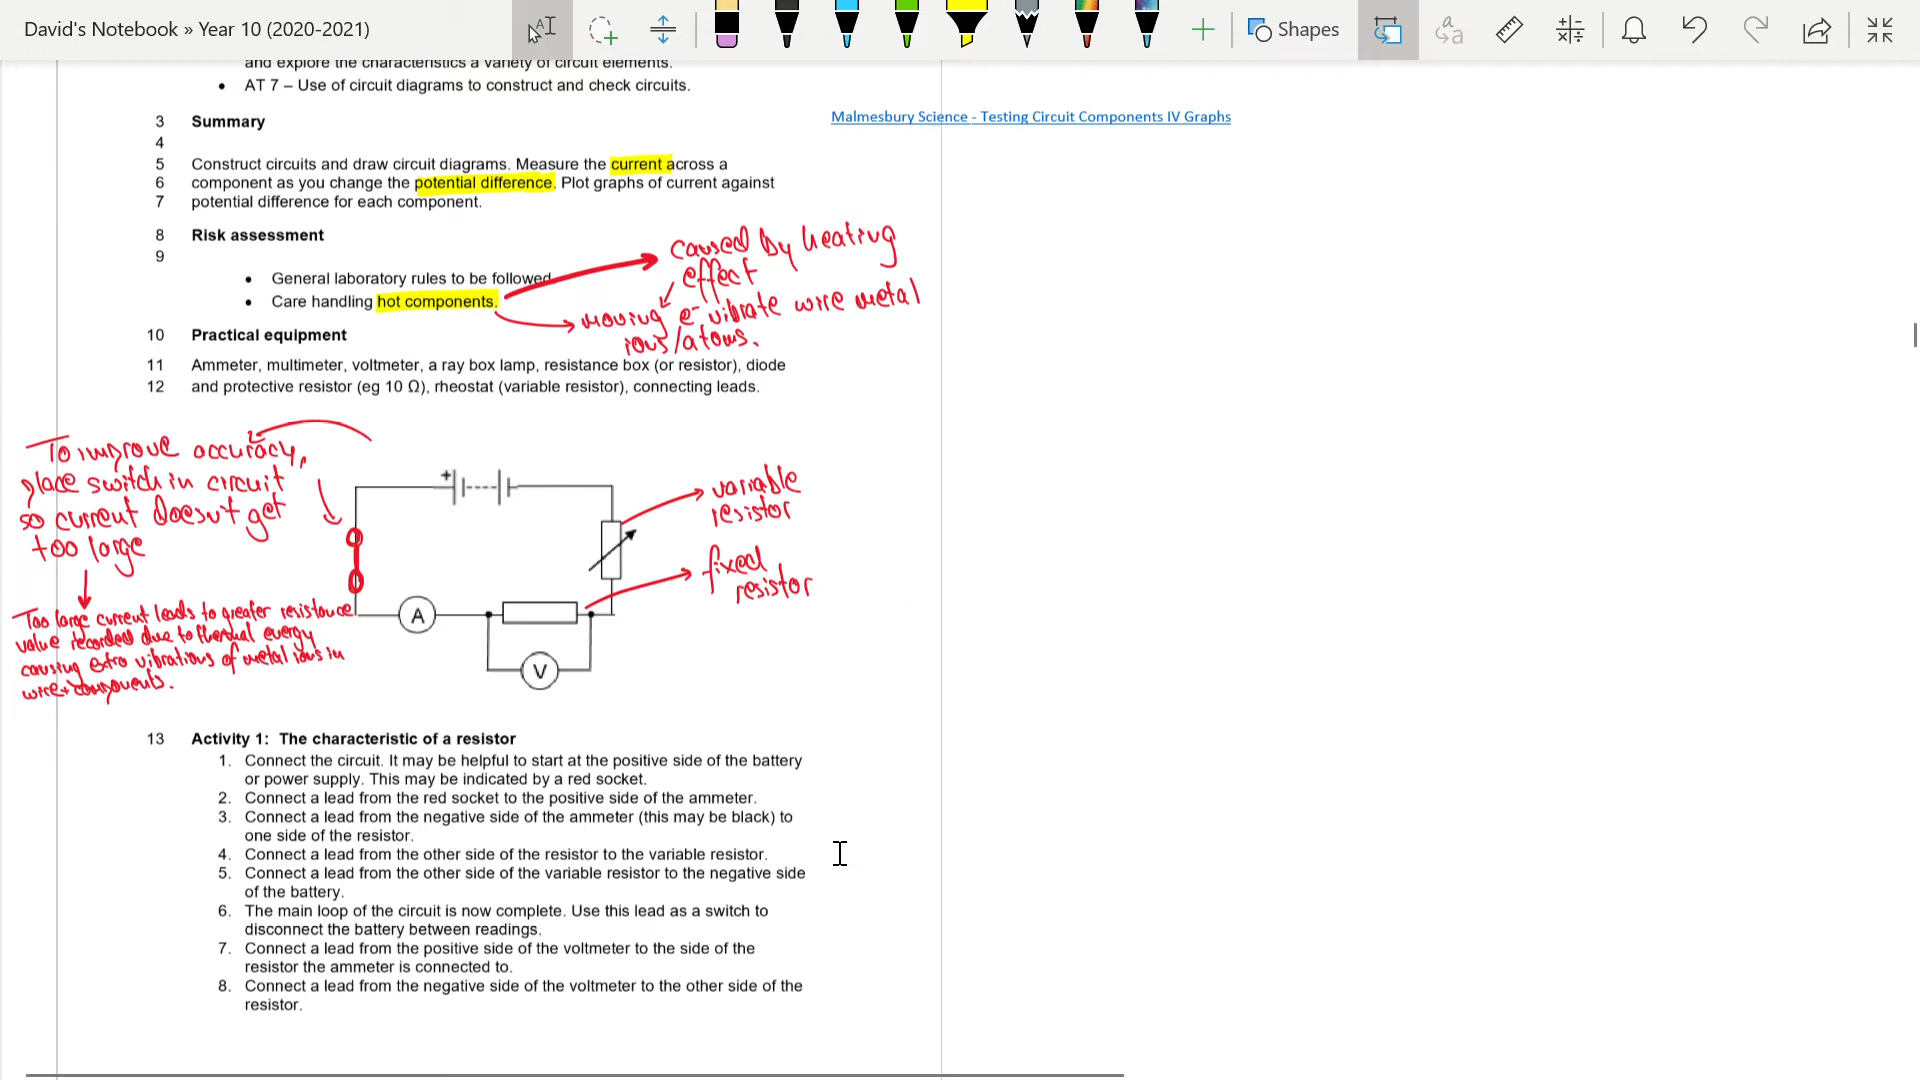 David's Notebook » Year 10 (2020-2021)
Shapes
and explore the characteristics a variety of circuit elements.
• AT 7 – Use of circuit diagrams to construct and check circuits.
Malmesbury Science - Testing Circuit Components IV Graphs
3 Summary
4
5 Construct circuits and draw circuit diagrams. Measure the current across a
6 component as you change the potential difference. Plot graphs of current against
7 potential difference for each component.
8 Risk assessment
9
• General laboratory rules to be followed
• Care handling hot components.
caused by heating
effect
moving e- vibrate wire metal
ions/atoms.
10 Practical equipment
11 Ammeter, multimeter, voltmeter, a ray box lamp, resistance box (or resistor), diode
12 and protective resistor (eg 10 Ω), rheostat (variable resistor), connecting leads.
To improve accuracy,
place switch in circuit
so current doesn't get
too large
Too large current leads to greater resistance
value recorded due to thermal energy
causing extra vibrations of metal ions in
wire+components.
+
variable
resistor
fixed
resistor
A
V
13 Activity 1: The characteristic of a resistor
1. Connect the circuit. It may be helpful to start at the positive side of the battery
or power supply. This may be indicated by a red socket.
2. Connect a lead from the red socket to the positive side of the ammeter.
3. Connect a lead from the negative side of the ammeter (this may be black) to
one side of the resistor.
4. Connect a lead from the other side of the resistor to the variable resistor.
5. Connect a lead from the other side of the variable resistor to the negative side
of the battery.
6. The main loop of the circuit is now complete. Use this lead as a switch to
disconnect the battery between readings.
7. Connect a lead from the positive side of the voltmeter to the side of the
resistor the ammeter is connected to.
8. Connect a lead from the negative side of the voltmeter to the other side of the
resistor.